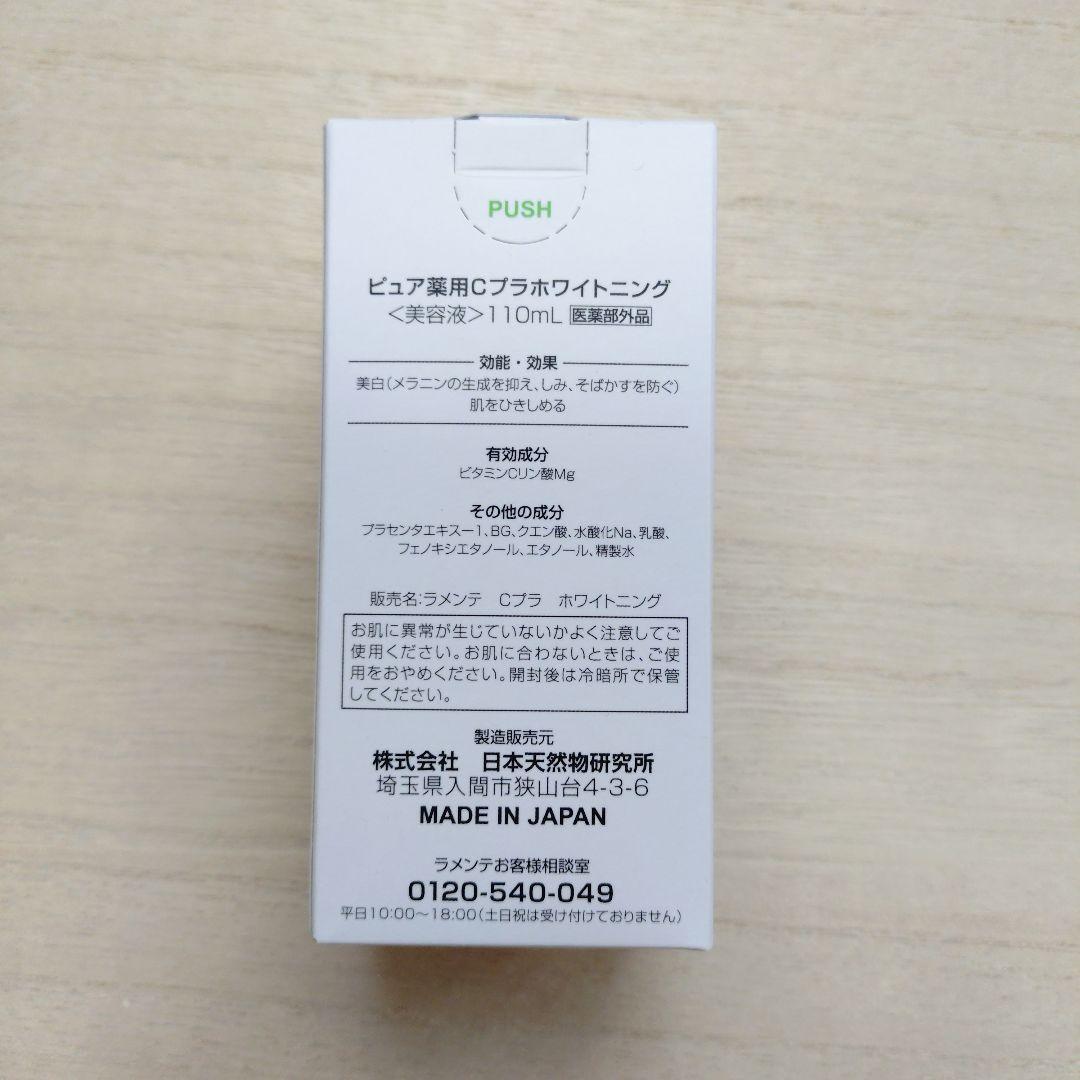 PUSH
ピュア薬用Cプラホワイトニング
＜美容液＞110mL 医薬部外品
効能・効果
美白（メラニンの生成を抑え、しみ、そばかすを防ぐ）
肌をひきしめる
有効成分
ビタミンCリン酸Mg
その他の成分
プラセンタエキスー1、BG、クエン酸、水酸化Na、乳酸、
フェノキシエタノール、エタノール、精製水
販売名：ラメンテ　Cプラ　ホワイトニング
お肌に異常が生じていないかよく注意してご
使用ください。お肌に合わないときは、ご使
用をおやめください。開封後は冷暗所で保管
してください。
製造販売元
株式会社　日本天然物研究所
埼玉県入間市狭山台4-3-6
MADE IN JAPAN
ラメンテお客様相談室
0120-540-049
平日10:00〜18:00（土日祝は受け付けておりません）